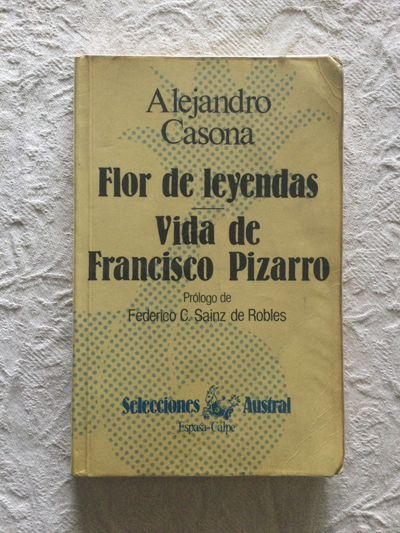 Alejandro
Casona
Flor de leyendas
Vida de
Francisco Pizarro
Prólogo de
Federico C. Sainz de Robles
Selecciones Austral
Espasa-Calpe